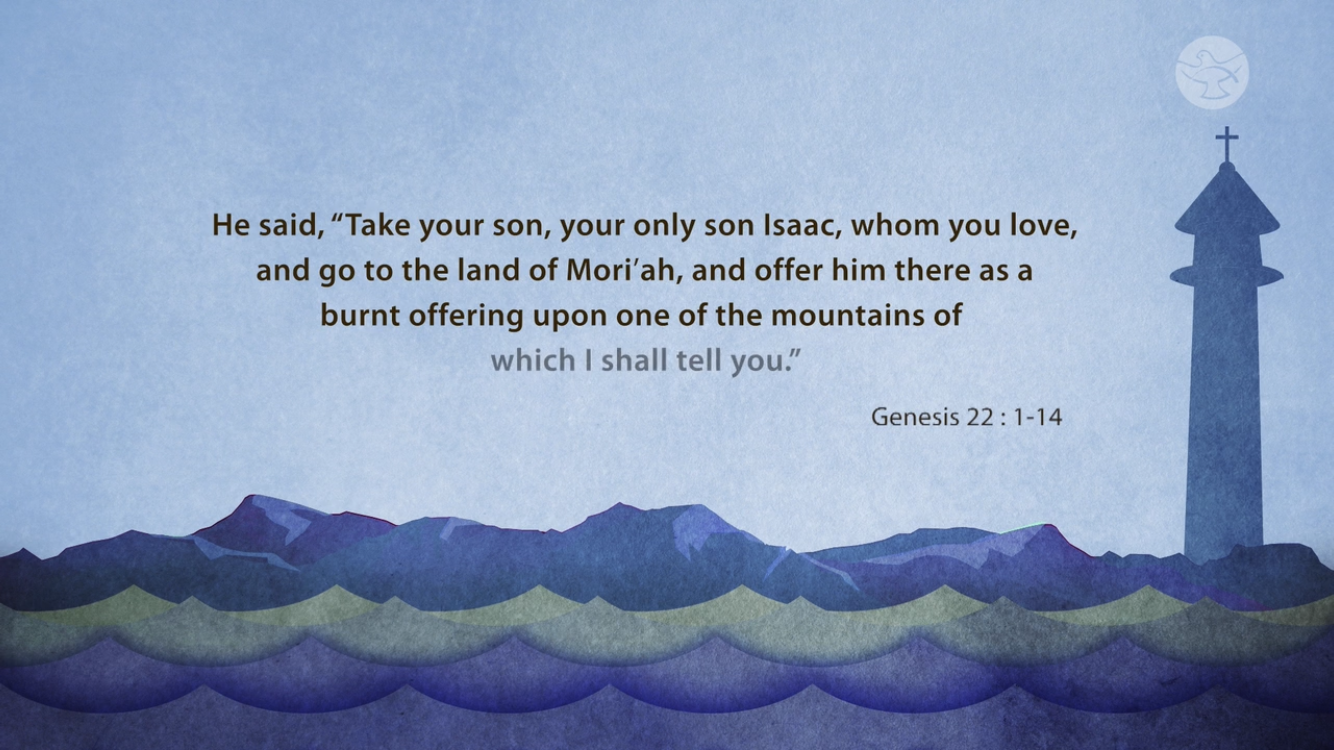 He said, “Take your son, your only son Isaac, whom you love,
and go to the land of Mori′ah, and offer him there as a
burnt offering upon one of the mountains of
which I shall tell you.”
Genesis 22 : 1-14